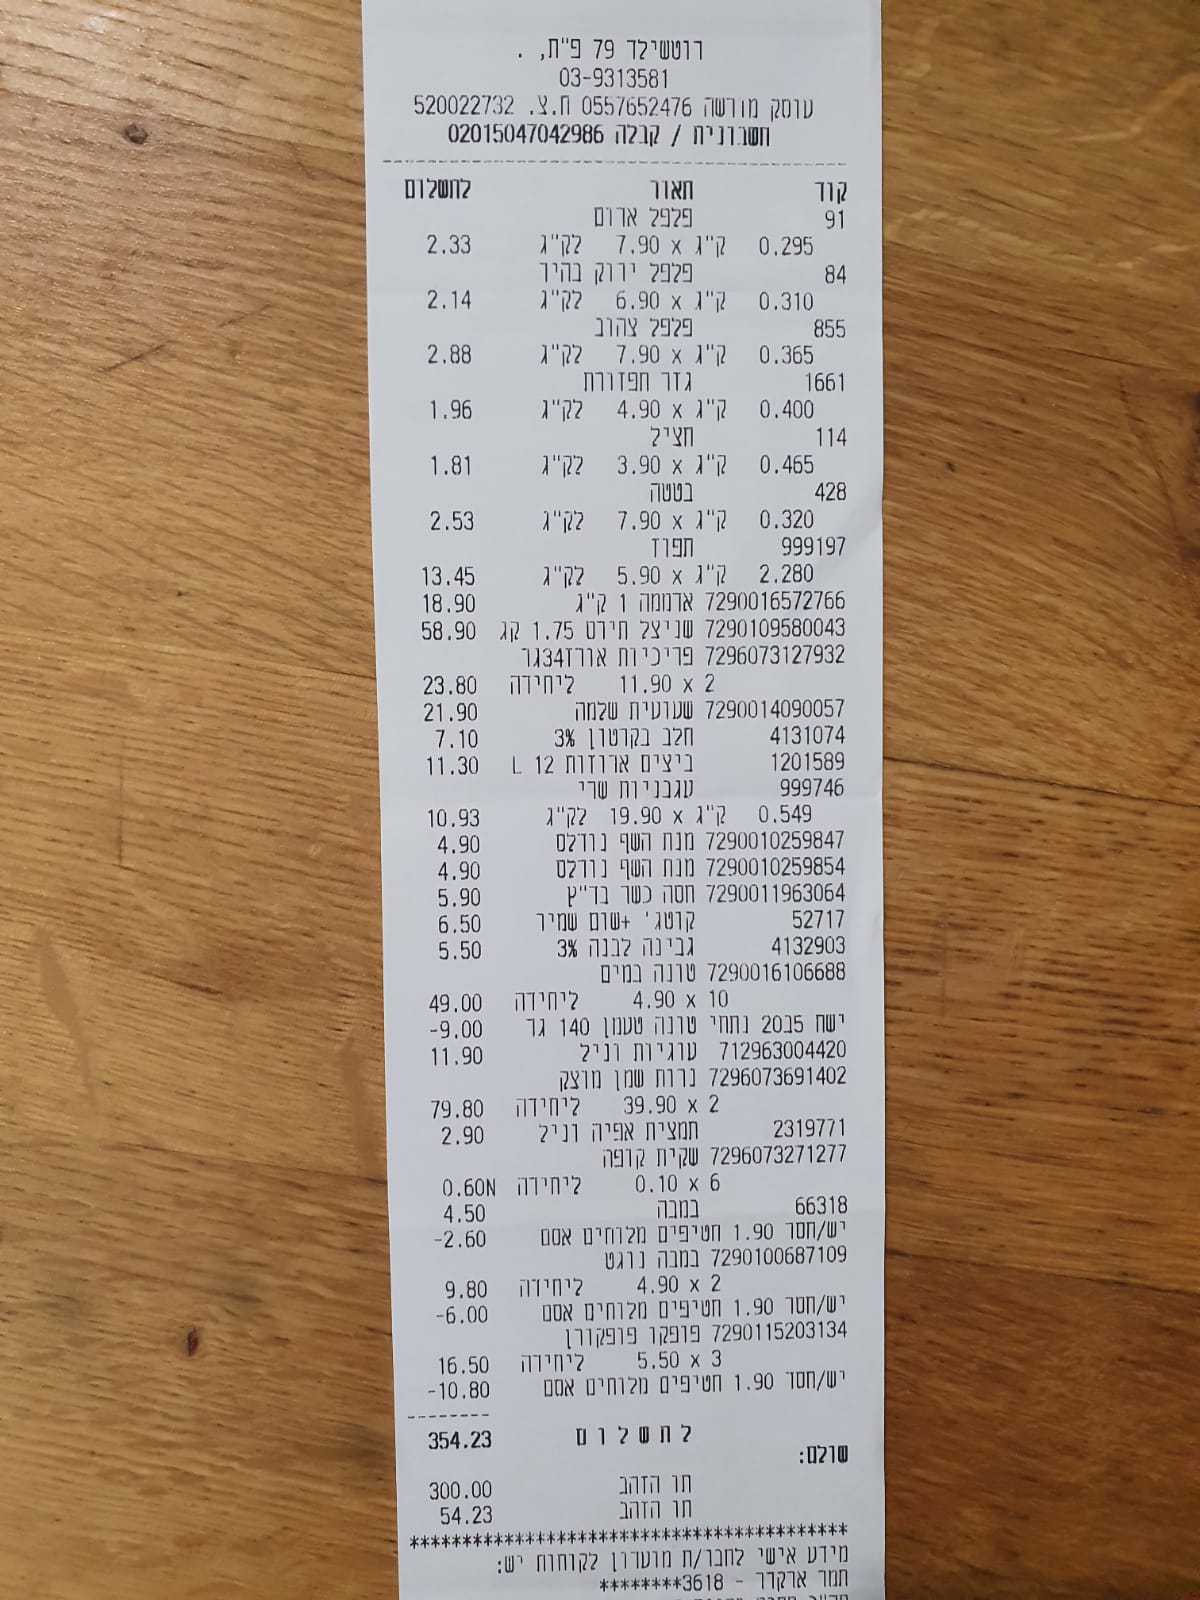 רוטשילד 79 פ"ת, .
03-9313581
עוסק מורשה 0557652476 ח.צ. 520022732
חשבונית / קבלה 02015047042986
קוד תאור לתשלום
91 פלפל אדום
0.295 ק"ג x 7.90 לק"ג 2.33
84 פלפל ירוק בהיר
0.310 ק"ג x 6.90 לק"ג 2.14
855 פלפל צהוב
0.365 ק"ג x 7.90 לק"ג 2.88
1661 גזר תפזורת
0.400 ק"ג x 4.90 לק"ג 1.96
114 חציל
0.465 ק"ג x 3.90 לק"ג 1.81
428 בטטה
0.320 ק"ג x 7.90 לק"ג 2.53
999197 תפוז
2.280 ק"ג x 5.90 לק"ג 13.45
7290016572766 אדממה 1 ק"ג 18.90
7290109580043 שניצל תירס 1.75 קג 58.90
7296073127932 פריכיות אורז34גר
2 x 11.90 ליחידה 23.80
7290014090057 שעועית שלמה 21.90
4131074 חלב בקרטון 3% 7.10
1201589 ביצים ארוזות L 12 11.30
999746 עגבניות שרי
0.549 ק"ג x 19.90 לק"ג 10.93
7290010259847 מנת השף נודלס 4.90
7290010259854 מנת השף נודלס 4.90
7290011963064 חסה כשר בד"ץ 5.90
52717 קוטג' +שום שמיר 6.50
4132903 גבינה לבנה 3% 5.50
7290016106688 טונה במים
10 x 4.90 ליחידה 49.00
ישח 5ב20 נתחי טונה טעמן 140 גר -9.00
712963004420 עוגיות וניל 11.90
7296073691402 נרות שמן מוצק
2 x 39.90 ליחידה 79.80
2319771 תמצית אפיה וניל 2.90
7296073271277 שקית קופה
6 x 0.10 ליחידה 0.60N
66318 במבה 4.50
יש/חסד 1.90 חטיפים מלוחים אסם -2.60
7290100687109 במבה נוגט
2 x 4.90 ליחידה 9.80
יש/חסד 1.90 חטיפים מלוחים אסם -6.00
7290115203134 פופקו פופקורן
3 x 5.50 ליחידה 16.50
יש/חסד 1.90 חטיפים מלוחים אסם -10.80
לתשלום 354.23
שולם:
תו הזהב 300.00
תו הזהב 54.23
******************************************
מידע אישי לחבר/ת מועדון לקוחות יש:
תמר ארקדר - 3618********